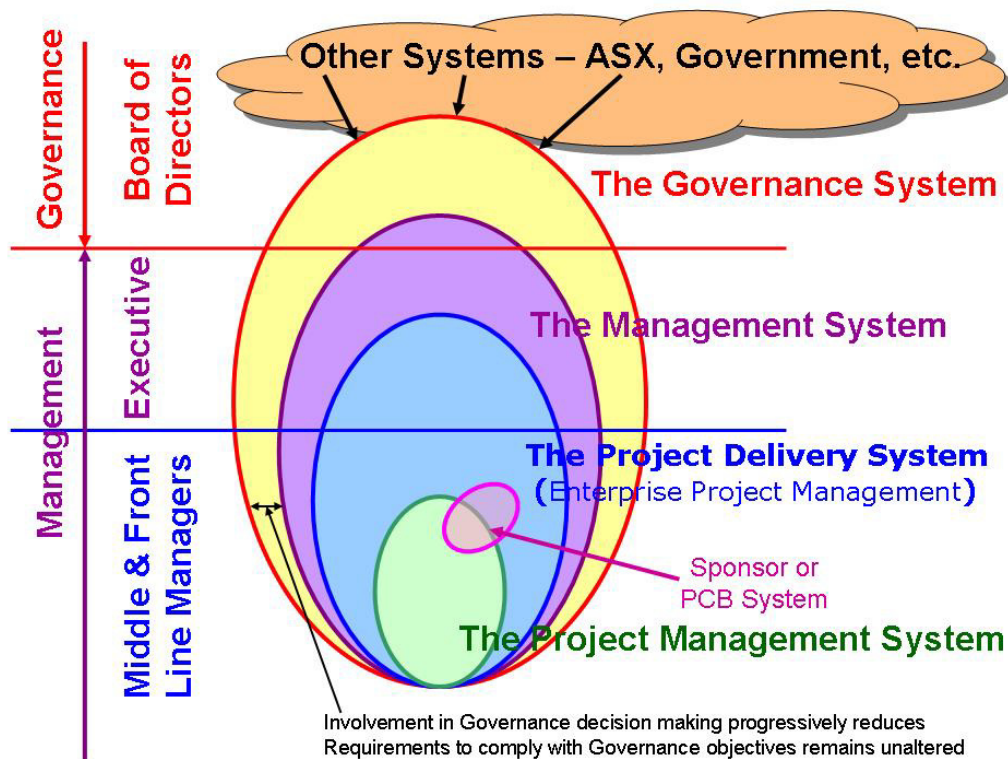 Other Systems – ASX, Government, etc.
Governance
Board of
Directors
The Governance System
Management
Executive
The Management System
Middle & Front
Line Managers
The Project Delivery System
(Enterprise Project Management)
Sponsor or
PCB System
The Project Management System
Involvement in Governance decision making progressively reduces
Requirements to comply with Governance objectives remains unaltered